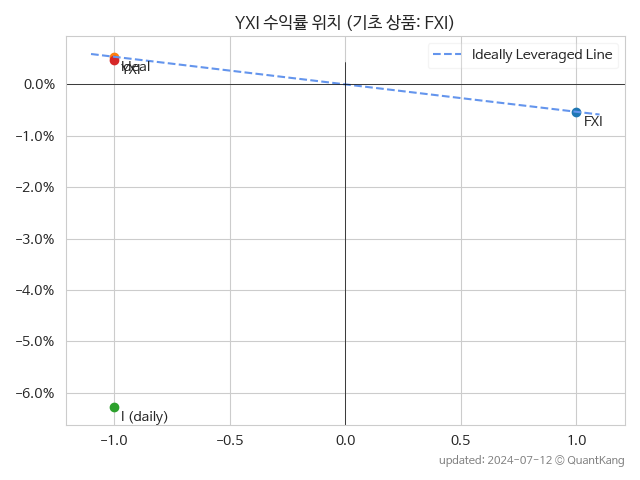 YXI 수익률 위치 (기초 상품: FXI)
Ideally Leveraged Line
Ideal
YXI
0.0%
FXI
-1.0%
-2.0%
-3.0%
-4.0%
-5.0%
-6.0%
I (daily)
-1.0 -0.5 0.0 0.5 1.0
updated: 2024-07-12 © QuantKang